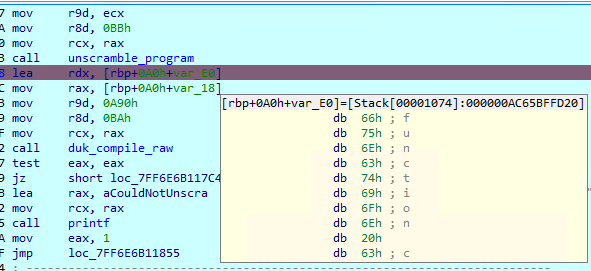 7 mov r9d, ecx
A mov r8d, 0BBh
0 mov rcx, rax
3 call unscramble_program
8 lea rdx, [rbp+0A0h+var_E0]
C mov rax, [rbp+0A0h+var_18]
3 mov r9d, 0A90h
9 mov r8d, 0BAh
F mov rcx, rax
2 call duk_compile_raw
7 test eax, eax
9 jz short loc_7FF6E6B117C4
3 lea rax, aCouldNotUnscra
2 mov rcx, rax
5 call printf
A mov eax, 1
F jmp loc_7FF6E6B11855
4 ; ------------------------------------------------------------------
[rbp+0A0h+var_E0]=[Stack[00001074]:000000AC65BFFD20]
db 66h ; f
db 75h ; u
db 6Eh ; n
db 63h ; c
db 74h ; t
db 69h ; i
db 6Fh ; o
db 6Eh ; n
db 20h
db 63h ; c